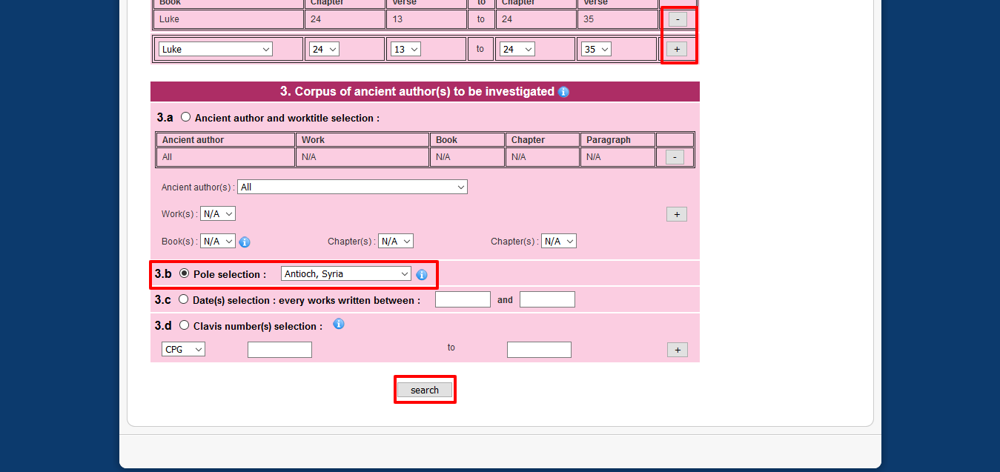 Book Chapter Verse to Chapter Verse
Luke 24 13 to 24 35 -
Luke 24 13 to 24 35 +
3. Corpus of ancient author(s) to be investigated i
3.a Ancient author and worktitle selection :
Ancient author Work Book Chapter Paragraph
All N/A N/A N/A N/A -
Ancient author(s) : All
Work(s) : N/A +
Book(s) : N/A i Chapter(s) : N/A Chapter(s) : N/A
3.b Pole selection : Antioch, Syria i
3.c Date(s) selection : every works written between : and
3.d Clavis number(s) selection : i
CPG to +
search